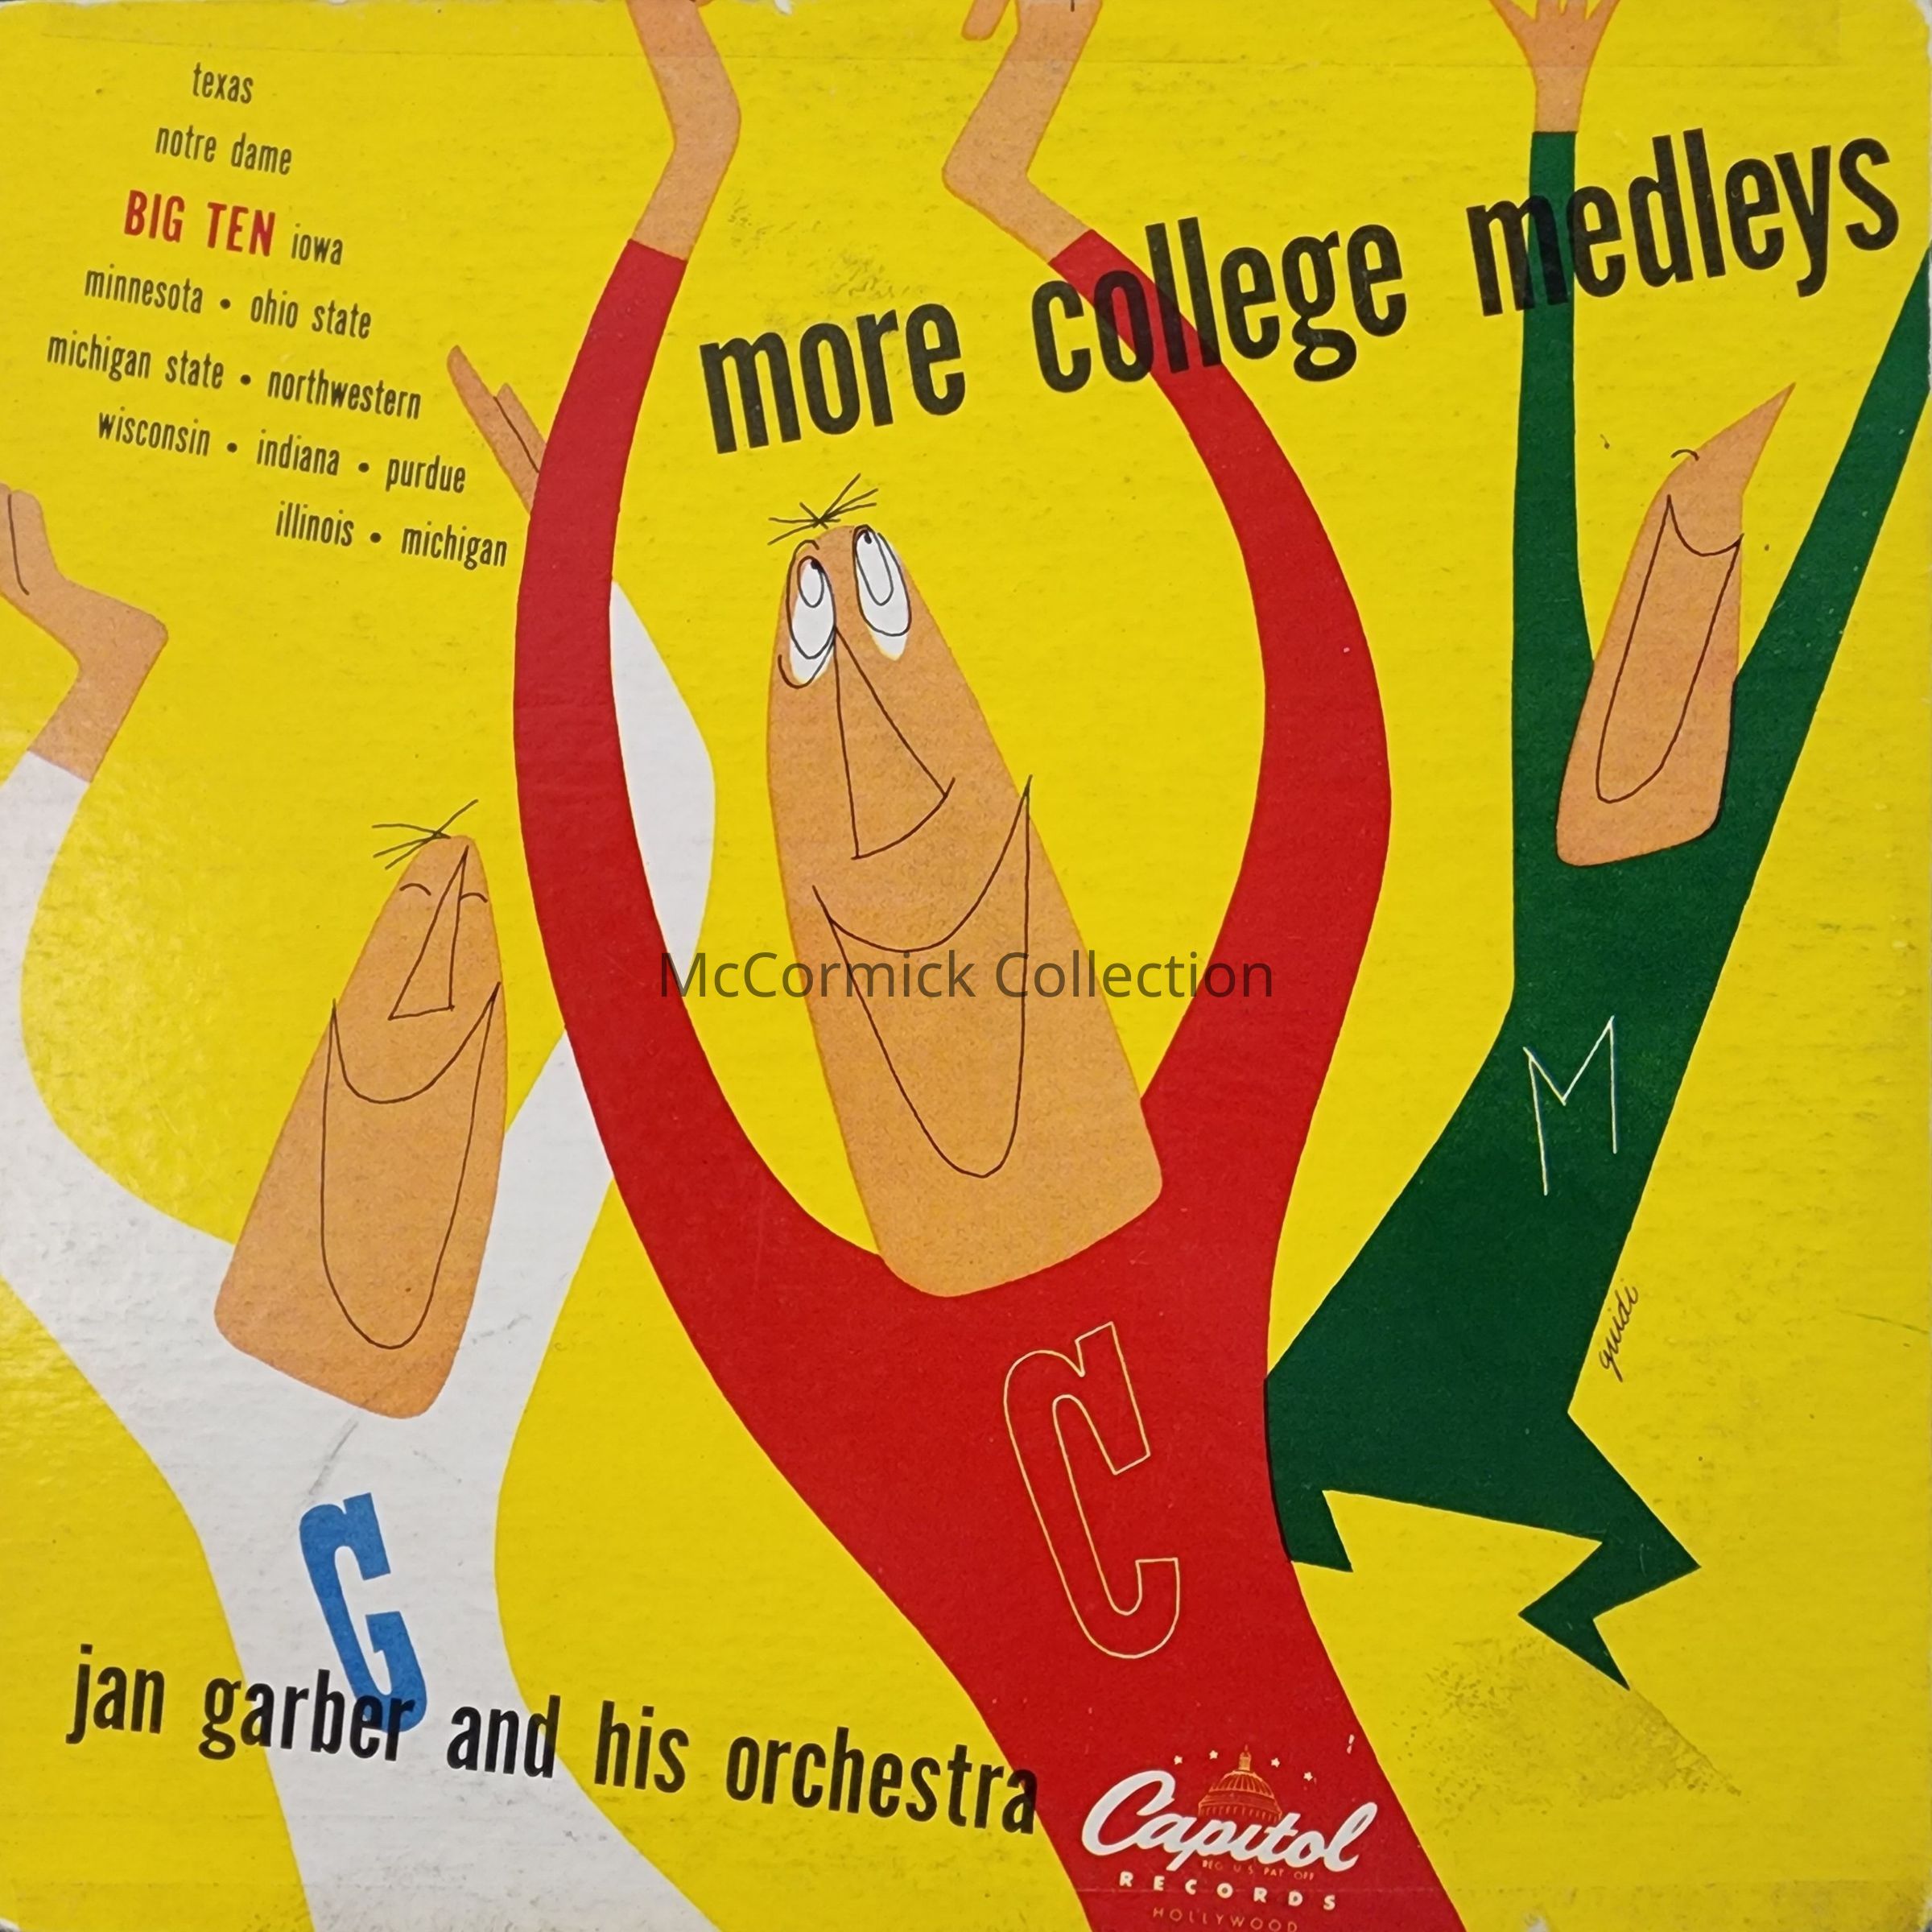 texas
notre dame
BIG TEN iowa
minnesota • ohio state
michigan state • northwestern
wisconsin • indiana • purdue
illinois • michigan
more college medleys
McCormick Collection
M
guidi
C
G
jan garber and his orchestra
Capitol
REG. U.S. PAT. OFF.
RECORDS
HOLLYWOOD